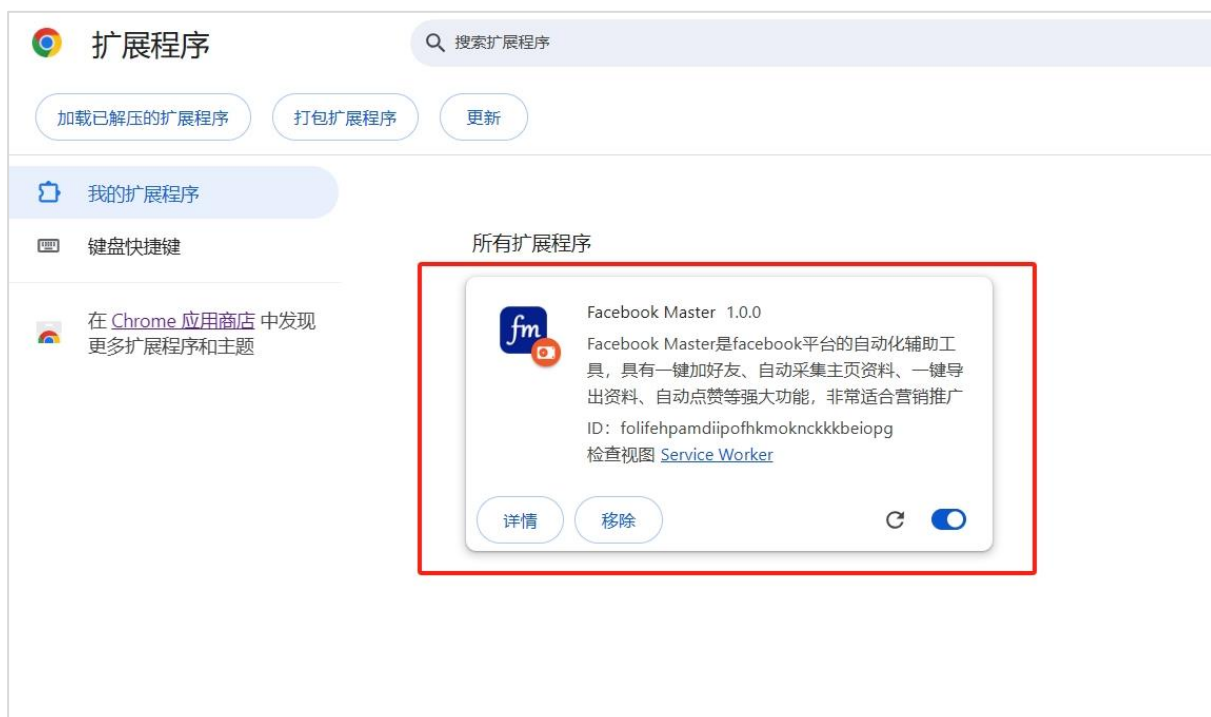 扩展程序
搜索扩展程序
加载已解压的扩展程序
打包扩展程序
更新
我的扩展程序
键盘快捷键
在 Chrome 应用商店 中发现
更多扩展程序和主题
所有扩展程序
fm
Facebook Master 1.0.0
Facebook Master是facebook平台的自动化辅助工
具，具有一键加好友、自动采集主页资料、一键导
出资料、自动点赞等强大功能，非常适合营销推广
ID：folifehpamdiipofhkmoknckkkbeiopg
检查视图 Service Worker
详情
移除